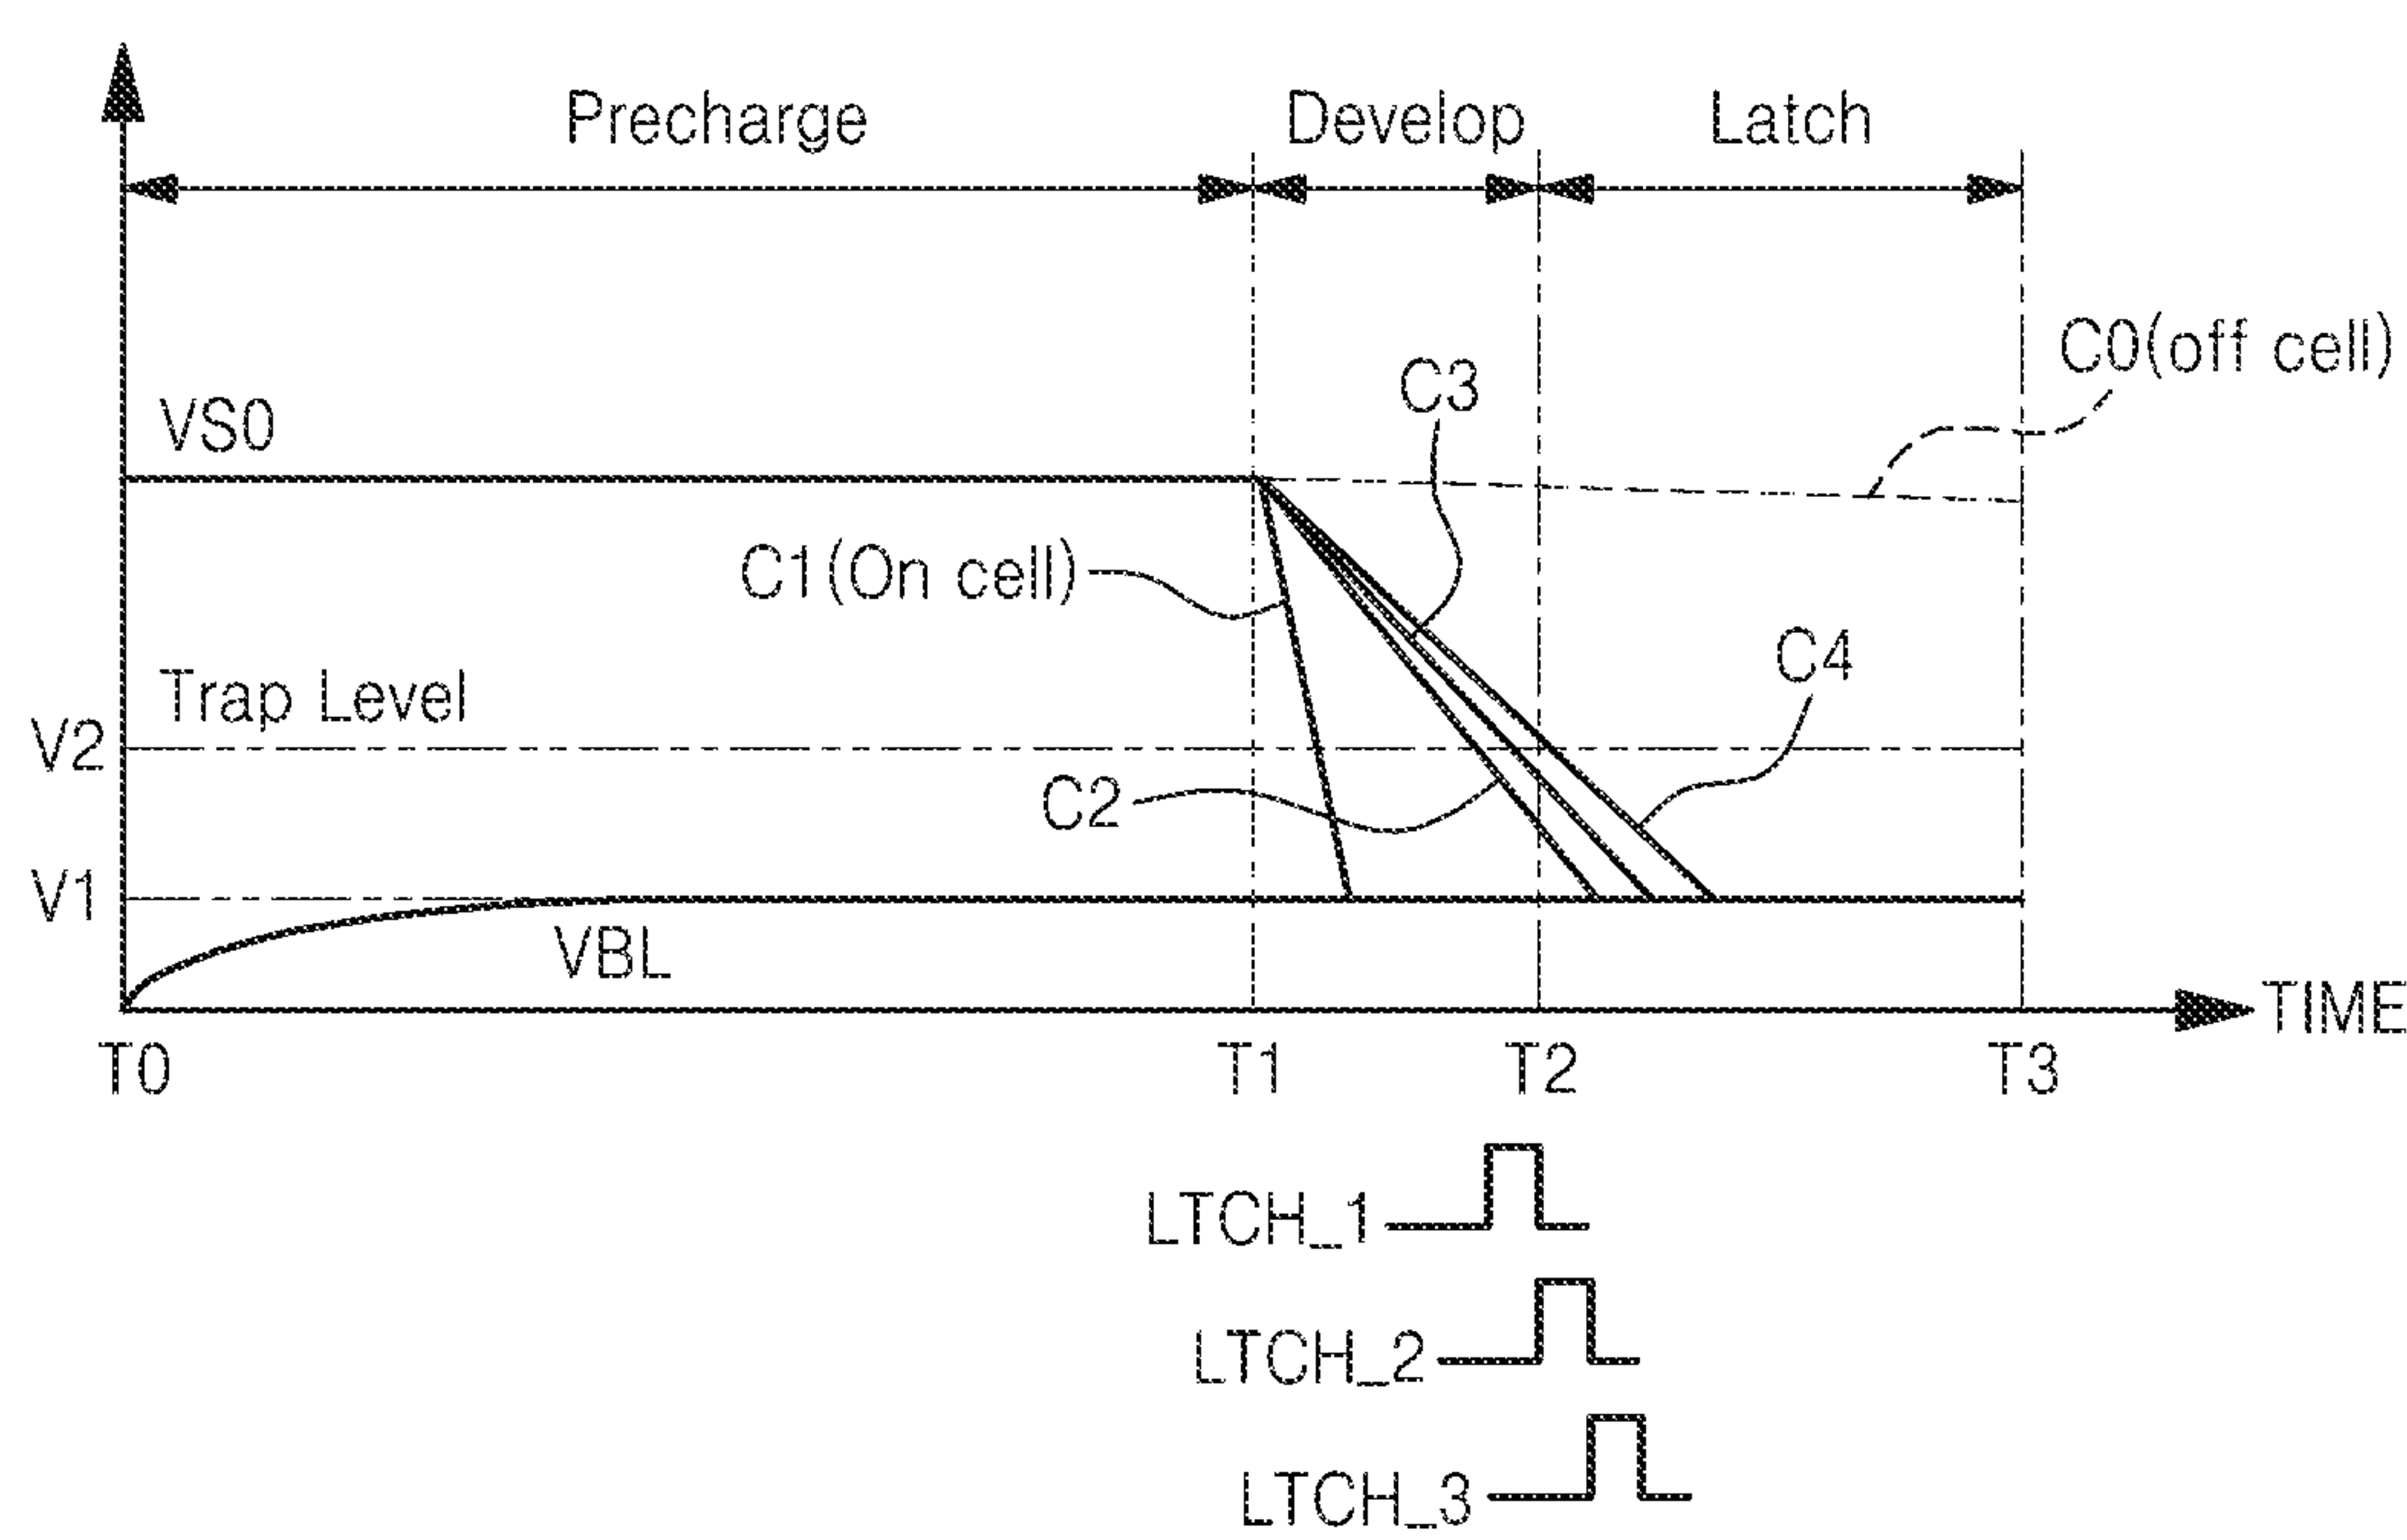 Precharge
Develop
Latch
C0(off cell)
C3
VS0
C1(On cell)
C4
Trap Level
V2
C2
V1
VBL
TIME
T0
T1
T2
T3
LTCH_1
LTCH_2
LTCH_3